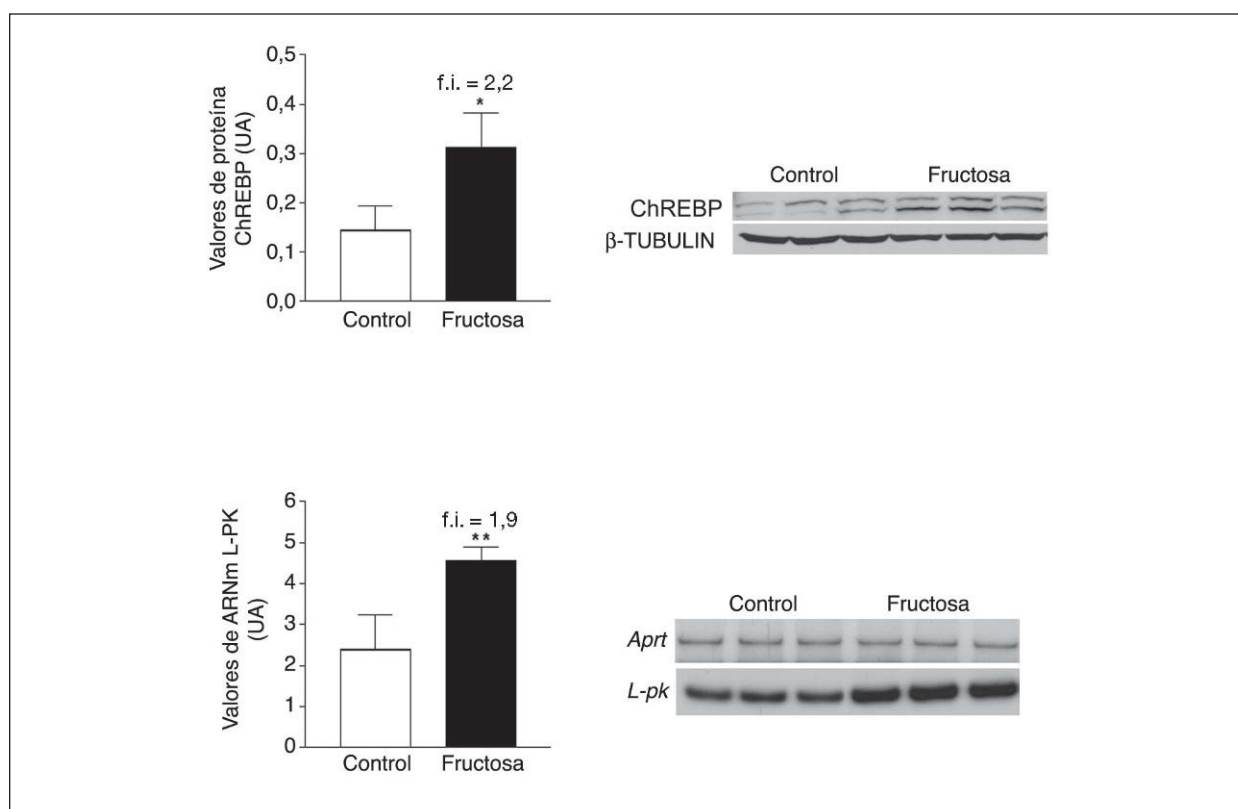 Valores de proteína
ChREBP (UA)
0,5
0,4
0,3
0,2
0,1
0,0
f.i. = 2,2
*
Control Fructosa
Control Fructosa
ChREBP
β-TUBULIN
Valores de ARNm L-PK
(UA)
6
5
4
3
2
1
0
f.i. = 1,9
**
Control Fructosa
Control Fructosa
Aprt
L-pk